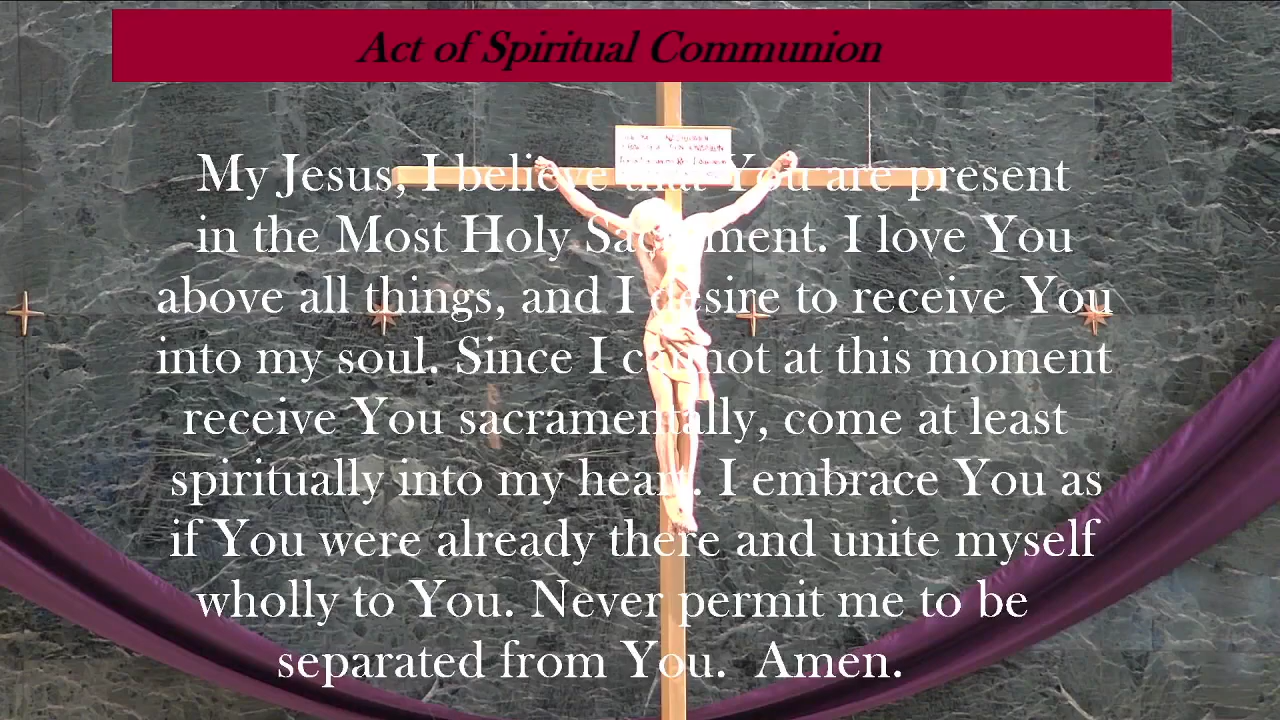 Act of Spiritual Communion
My Jesus, I believe that You are present
in the Most Holy Sacrament. I love You
above all things, and I desire to receive You
into my soul. Since I cannot at this moment
receive You sacramentally, come at least
spiritually into my heart. I embrace You as
if You were already there and unite myself
wholly to You. Never permit me to be
separated from You.  Amen.